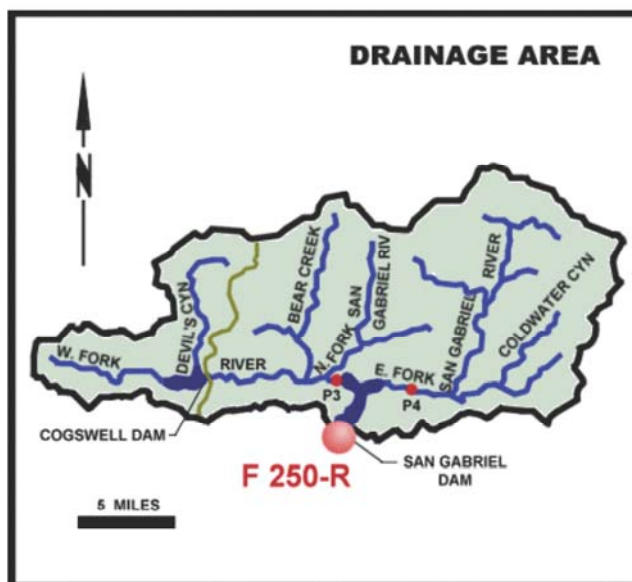 DRAINAGE AREA
N
W. FORK
DEVIL'S CYN
RIVER
BEAR CREEK
N. FORK SAN
GABRIEL RIV
E. FORK
SAN GABRIEL
RIVER
COLDWATER CYN
P3
P4
COGSWELL DAM
F 250-R
SAN GABRIEL
DAM
5 MILES